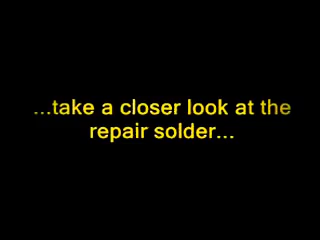 ...take a closer look at the
repair solder...